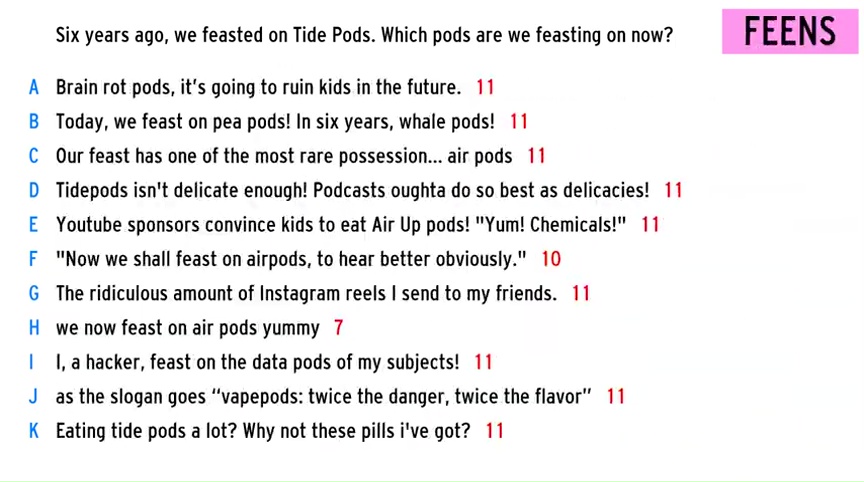 Six years ago, we feasted on Tide Pods. Which pods are we feasting on now?
FEENS
A Brain rot pods, it's going to ruin kids in the future. 11
B Today, we feast on pea pods! In six years, whale pods! 11
C Our feast has one of the most rare possession... air pods 11
D Tidepods isn't delicate enough! Podcasts oughta do so best as delicacies! 11
E Youtube sponsors convince kids to eat Air Up pods! "Yum! Chemicals!" 11
F "Now we shall feast on airpods, to hear better obviously." 10
G The ridiculous amount of Instagram reels I send to my friends. 11
H we now feast on air pods yummy 7
I I, a hacker, feast on the data pods of my subjects! 11
J as the slogan goes “vapepods: twice the danger, twice the flavor” 11
K Eating tide pods a lot? Why not these pills i've got? 11